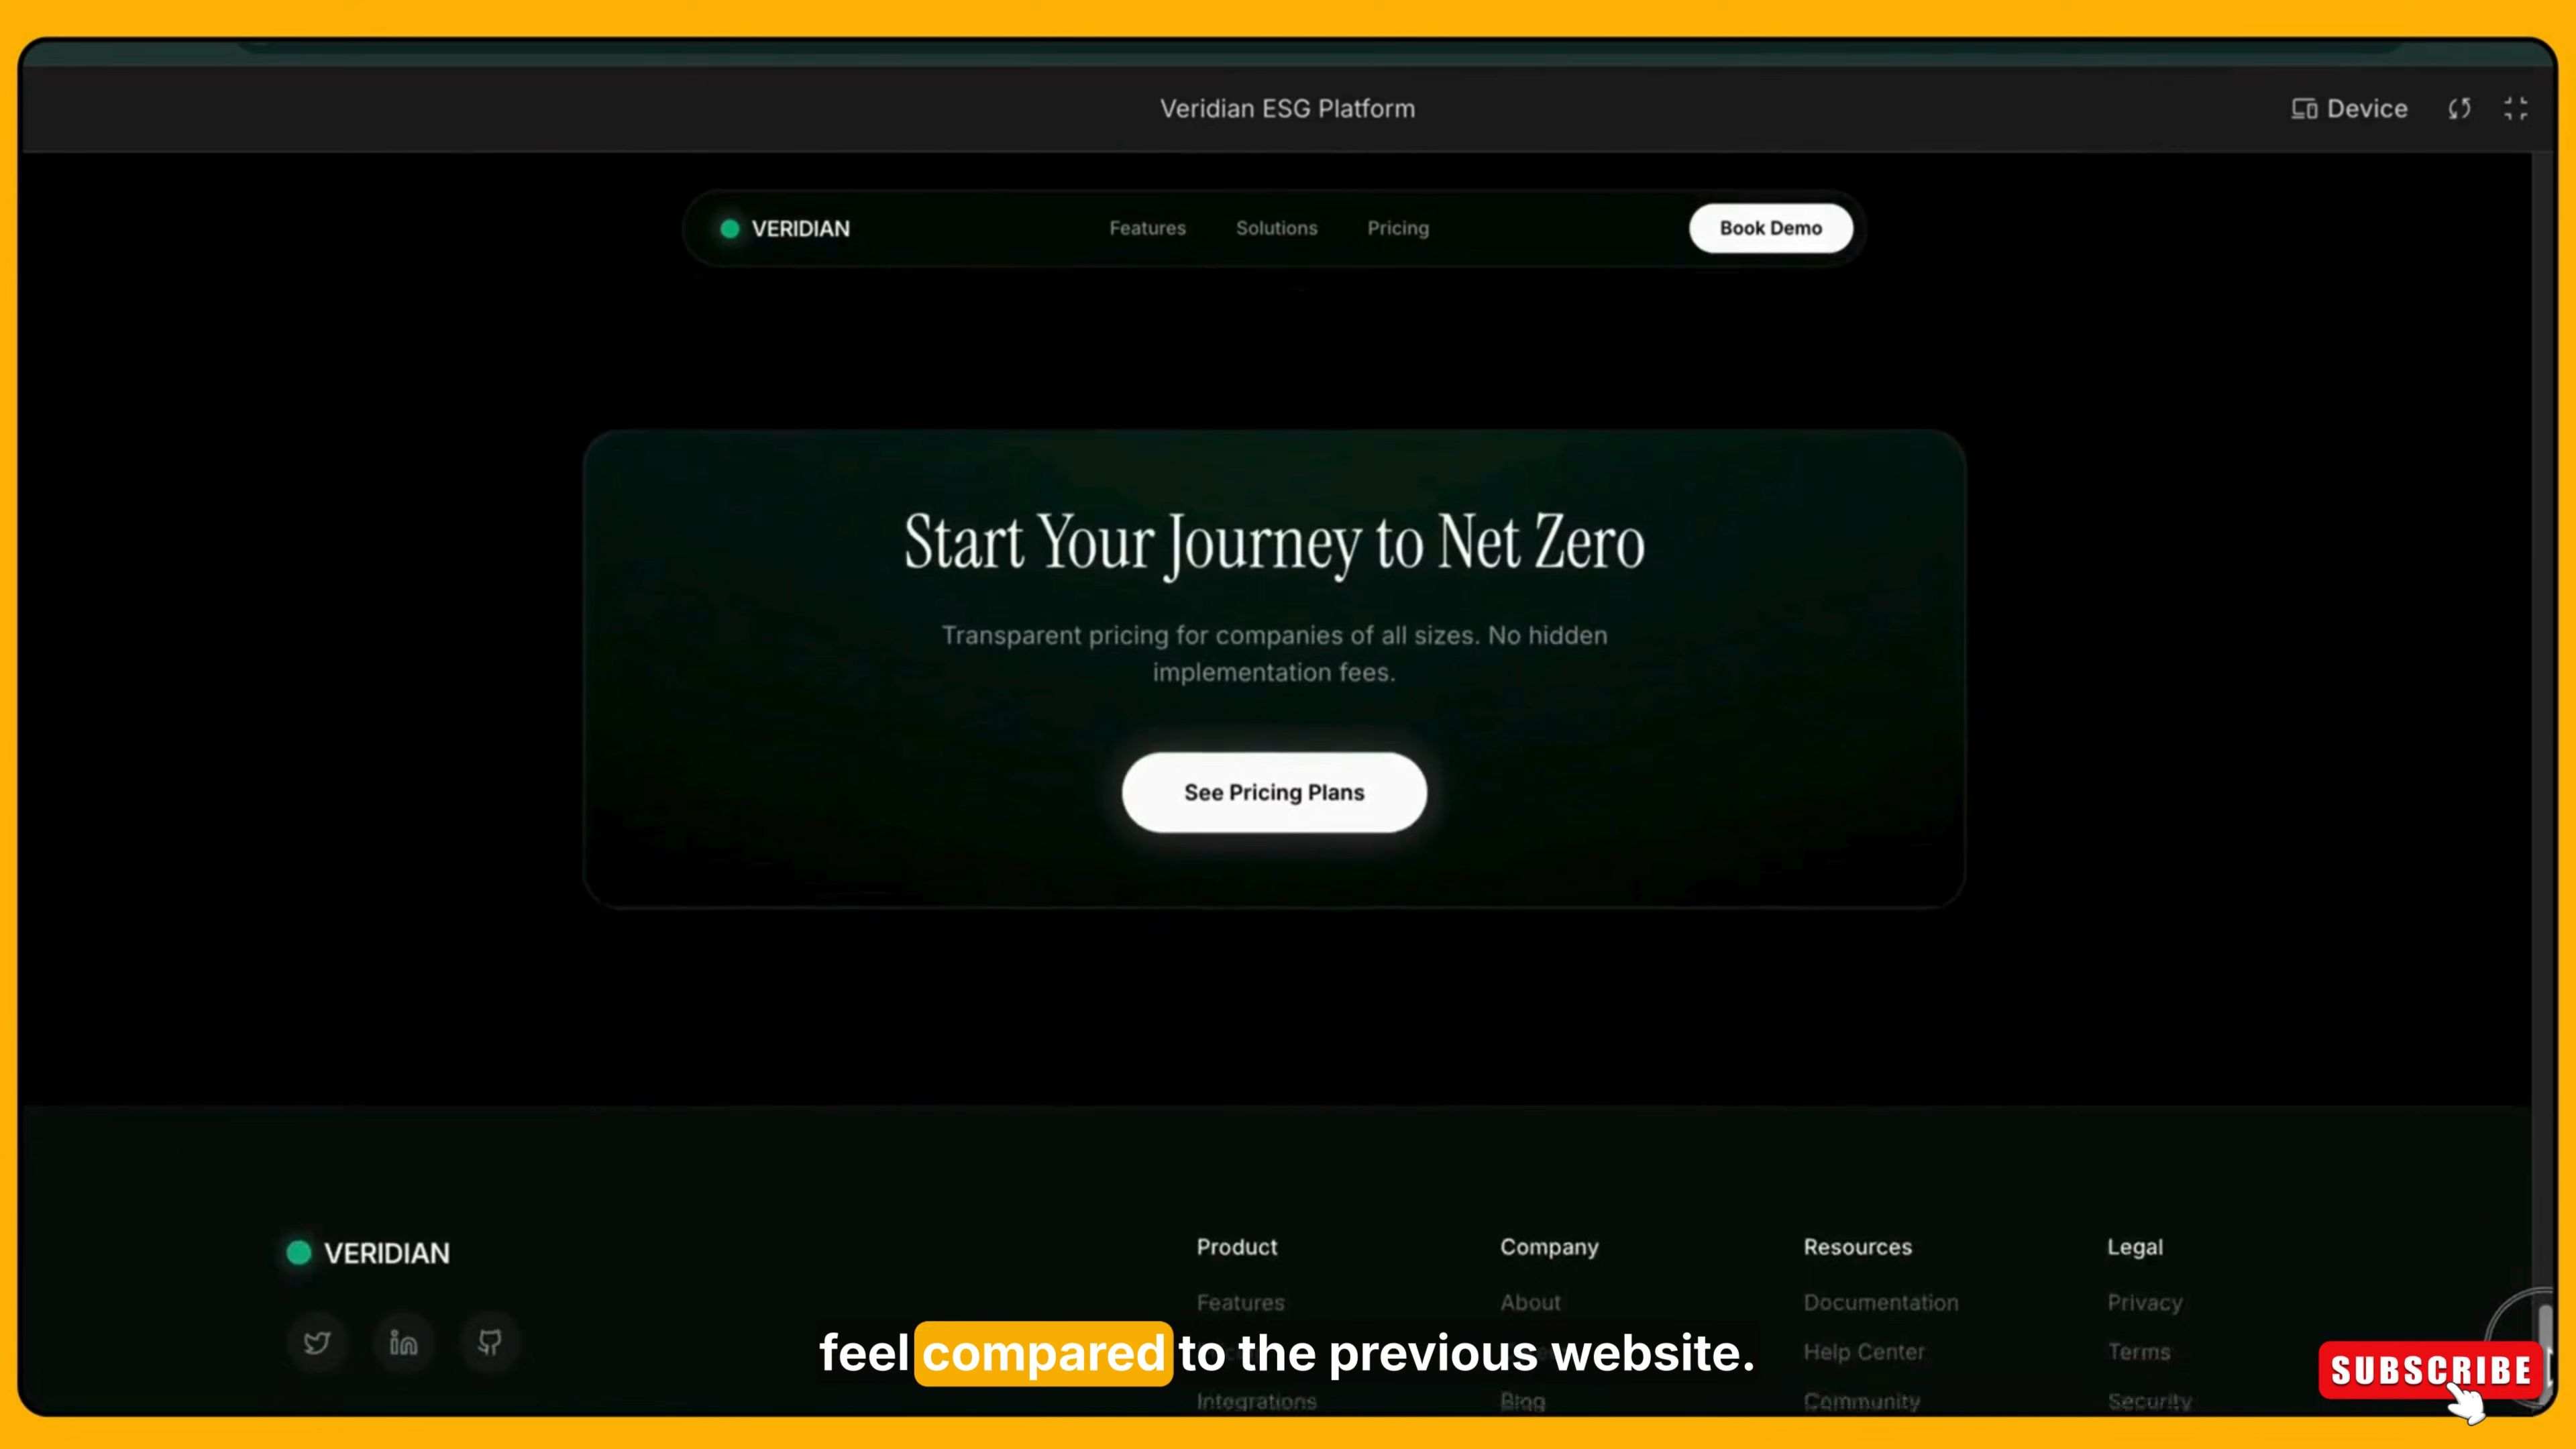 Veridian ESG Platform
Device
VERIDIAN
Features
Solutions
Pricing
Book Demo
Start Your Journey to Net Zero
Transparent pricing for companies of all sizes. No hidden
implementation fees.
See Pricing Plans
VERIDIAN
Product
Features
Integrations
Company
About
Blog
Resources
Documentation
Help Center
Community
Legal
Privacy
Terms
Security
feel compared to the previous website.
SUBSCRIBE